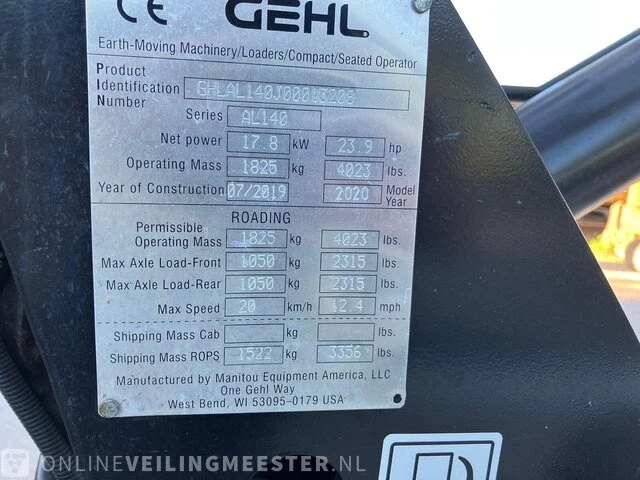 CE GEHL
Earth-Moving Machinery/Loaders/Compact/Seated Operator
Product
Identification
Number
Series AL140
Net power 17.8 kW 23.9 hp
Operating Mass 1825 kg 4023 lbs.
Year of Construction 07/2019 2020 Model Year
ROADING
Permissible
Operating Mass 1825 kg 4023 lbs.
Max Axle Load-Front 1050 kg 2315 lbs.
Max Axle Load-Rear 1050 kg 2315 lbs.
Max Speed 20 km/h 12.4 mph
Shipping Mass Cab kg lbs.
Shipping Mass ROPS 1522 kg 3356 lbs.
Manufactured by Manitou Equipment America, LLC
One Gehl Way
West Bend, WI 53095-0179 USA
ONLINEVEILINGMEESTER.NL